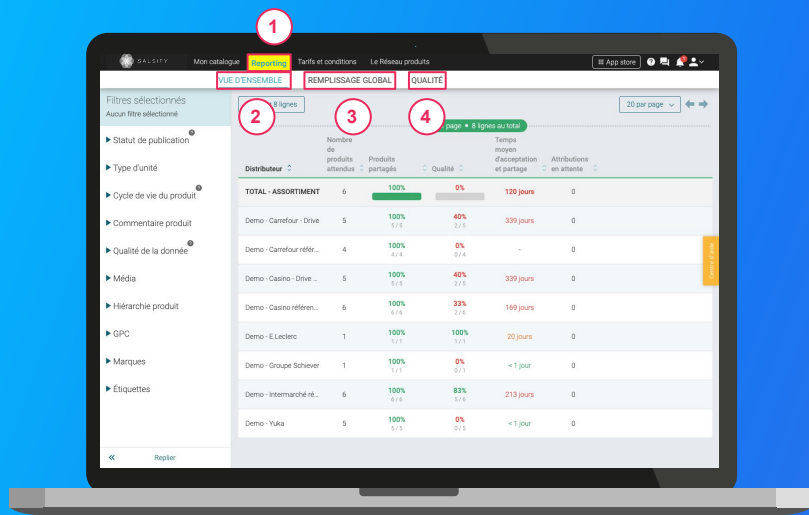 1
SALSIFY Mon catalogue Reporting Tarifs et conditions Le Réseau produits App store
VUE D'ENSEMBLE REMPLISSAGE GLOBAL QUALITÉ
Filtres sélectionnés
Aucun filtre sélectionné
8 lignes
20 par page
2 3 4
page • 8 lignes au total
Statut de publication
Type d'unité
Cycle de vie du produit
Commentaire produit
Qualité de la donnée
Média
Hiérarchie produit
GPC
Marques
Étiquettes
Replier
Distributeur
Nombre
de
produits
attendus
Produits
partagés
Qualité
Temps
moyen
d'acceptation
et partage
Attributions
en attente
TOTAL - ASSORTIMENT 6 100% 0% 120 jours 0
Demo - Carrefour - Drive 5 100% 40% 339 jours 0
5 / 5 2 / 5
Demo - Carrefour référ... 4 100% 0% - 0
4 / 4 0 / 4
Demo - Casino - Drive ... 5 100% 40% 339 jours 0
5 / 5 2 / 5
Demo - Casino référen... 6 100% 33% 169 jours 0
6 / 6 2 / 6
Demo - E.Leclerc 1 100% 100% 20 jours 0
1 / 1 1 / 1
Demo - Groupe Schiever 1 100% 0% < 1 jour 0
1 / 1 0 / 1
Demo - Intermarché ré... 6 100% 83% 213 jours 0
6 / 6 5 / 6
Demo - Yuka 5 100% 0% < 1 jour 0
5 / 5 0 / 5
Centre d'aide